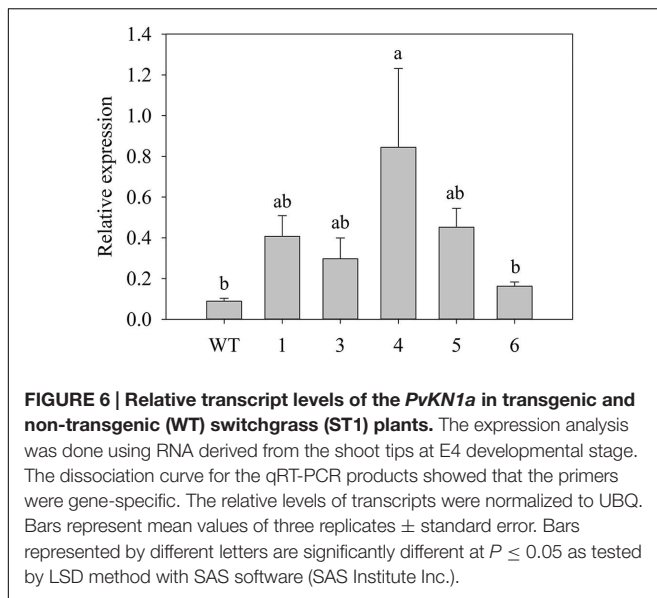 1.4
1.2
1.0
0.8
0.6
0.4
0.2
0.0
Relative expression
b
ab
ab
a
ab
b
WT 1 3 4 5 6
FIGURE 6 | Relative transcript levels of the PvKN1a in transgenic and
non-transgenic (WT) switchgrass (ST1) plants. The expression analysis
was done using RNA derived from the shoot tips at E4 developmental stage.
The dissociation curve for the qRT-PCR products showed that the primers
were gene-specific. The relative levels of transcripts were normalized to UBQ.
Bars represent mean values of three replicates ± standard error. Bars
represented by different letters are significantly different at P ≤ 0.05 as tested
by LSD method with SAS software (SAS Institute Inc.).